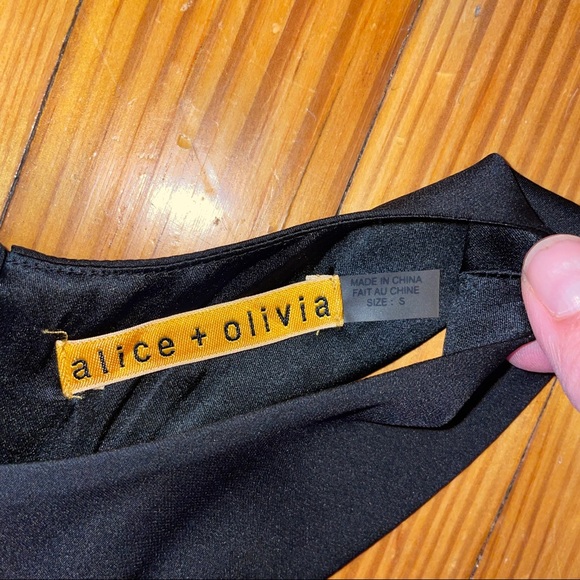 alice + olivia
MADE IN CHINA
FAIT AU CHINE
SIZE : S